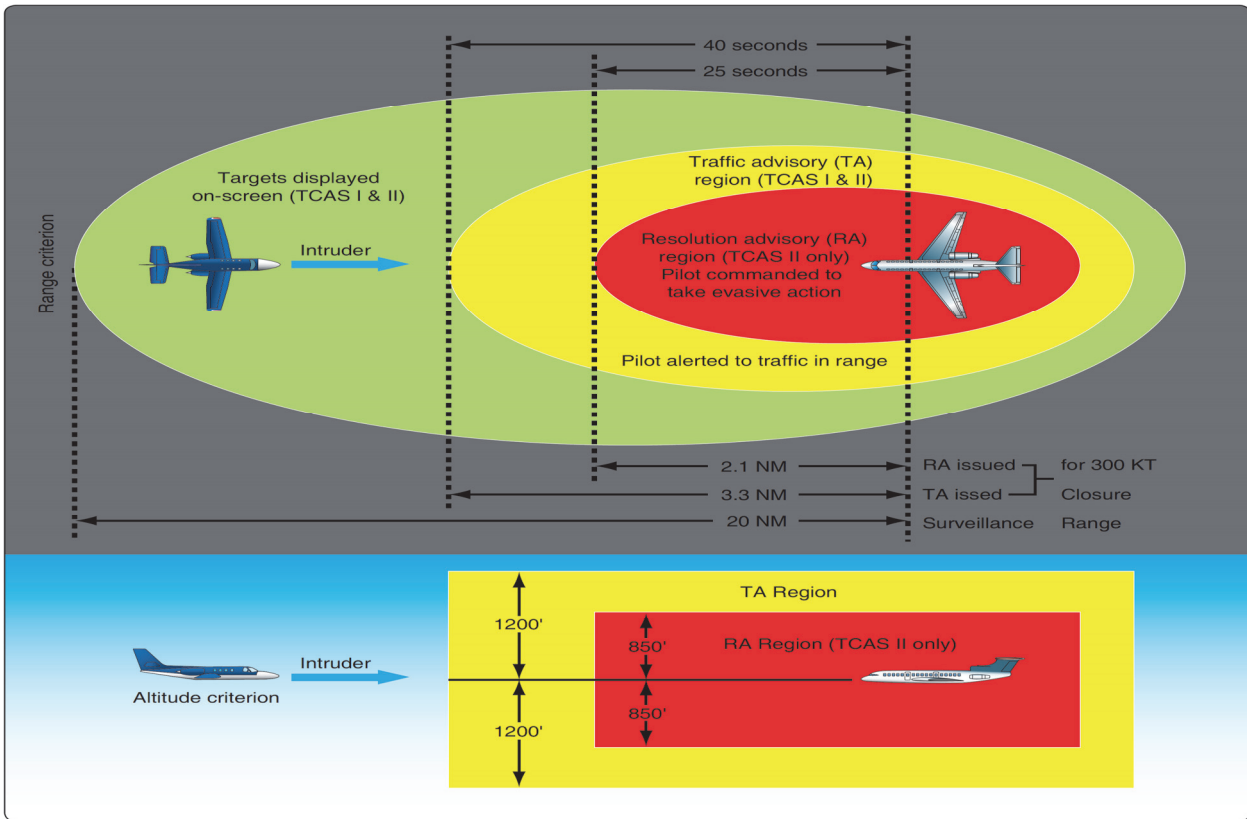 40 seconds
25 seconds
Traffic advisory (TA)
region (TCAS I & II)
Targets displayed
on-screen (TCAS I & II)
Range criterion
Intruder
Resolution advisory (RA)
region (TCAS II only)
Pilot commanded to
take evasive action
Pilot alerted to traffic in range
2.1 NM RA issued for 300 KT
3.3 NM TA issed Closure
20 NM Surveillance Range
TA Region
1200'
850'
RA Region (TCAS II only)
Intruder
Altitude criterion
850'
1200'